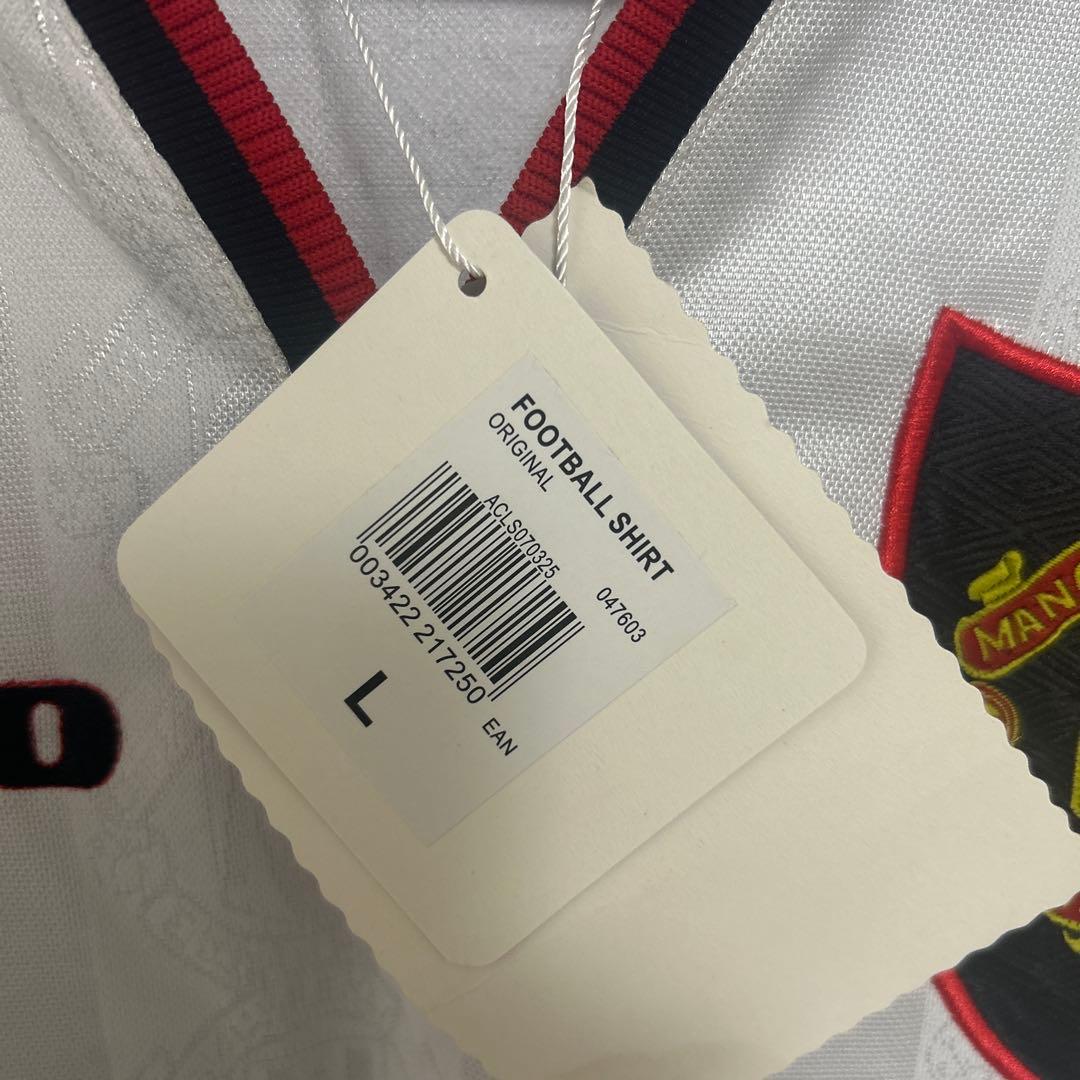 FOOTBALL SHIRT
ORIGINAL
ACLS070325
047603
003422 217250
EAN
L
O
MANC